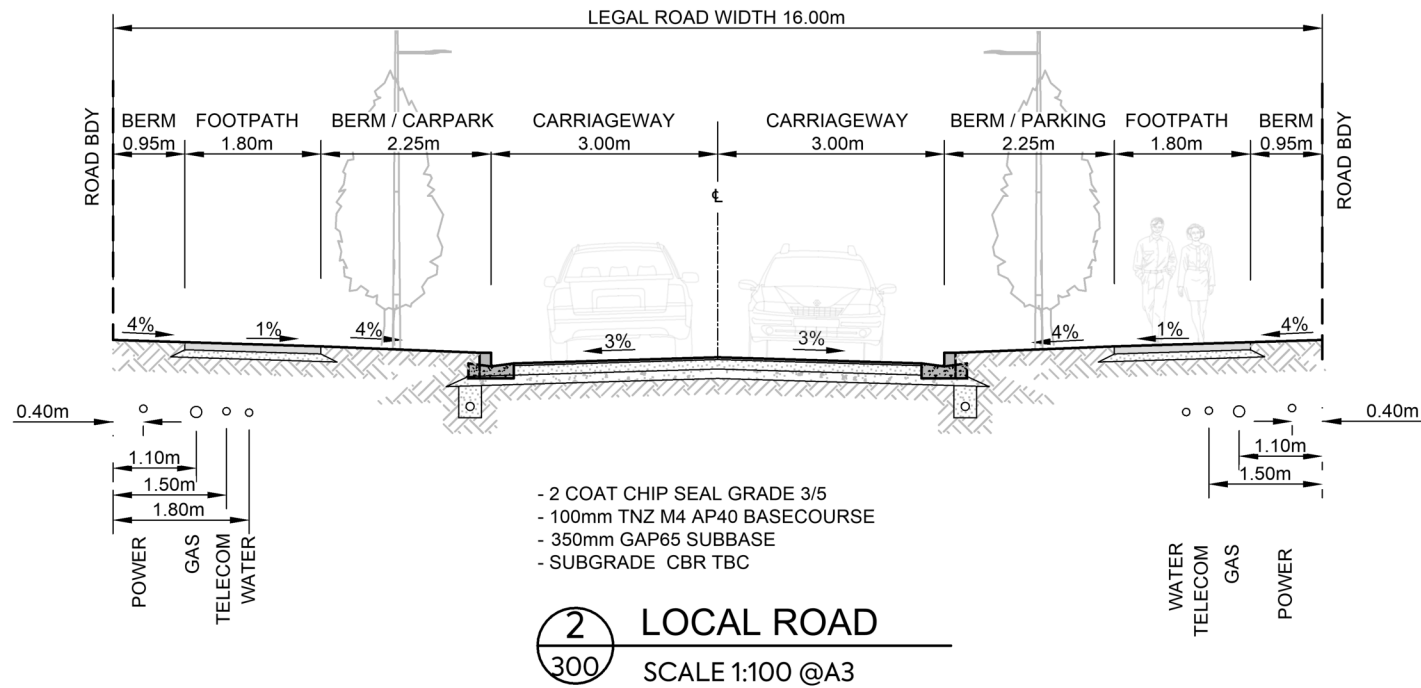 LEGAL ROAD WIDTH 16.00m
ROAD BDY
BERM
0.95m
FOOTPATH
1.80m
BERM / CARPARK
2.25m
CARRIAGEWAY
3.00m
CARRIAGEWAY
3.00m
BERM / PARKING
2.25m
FOOTPATH
1.80m
BERM
0.95m
ROAD BDY
℄
4%
1%
4%
3%
3%
4%
1%
4%
0.40m
1.10m
1.50m
1.80m
POWER
GAS
TELECOM
WATER
0.40m
1.10m
1.50m
WATER
TELECOM
GAS
POWER
- 2 COAT CHIP SEAL GRADE 3/5
- 100mm TNZ M4 AP40 BASECOURSE
- 350mm GAP65 SUBBASE
- SUBGRADE CBR TBC
2
300
LOCAL ROAD
SCALE 1:100 @A3